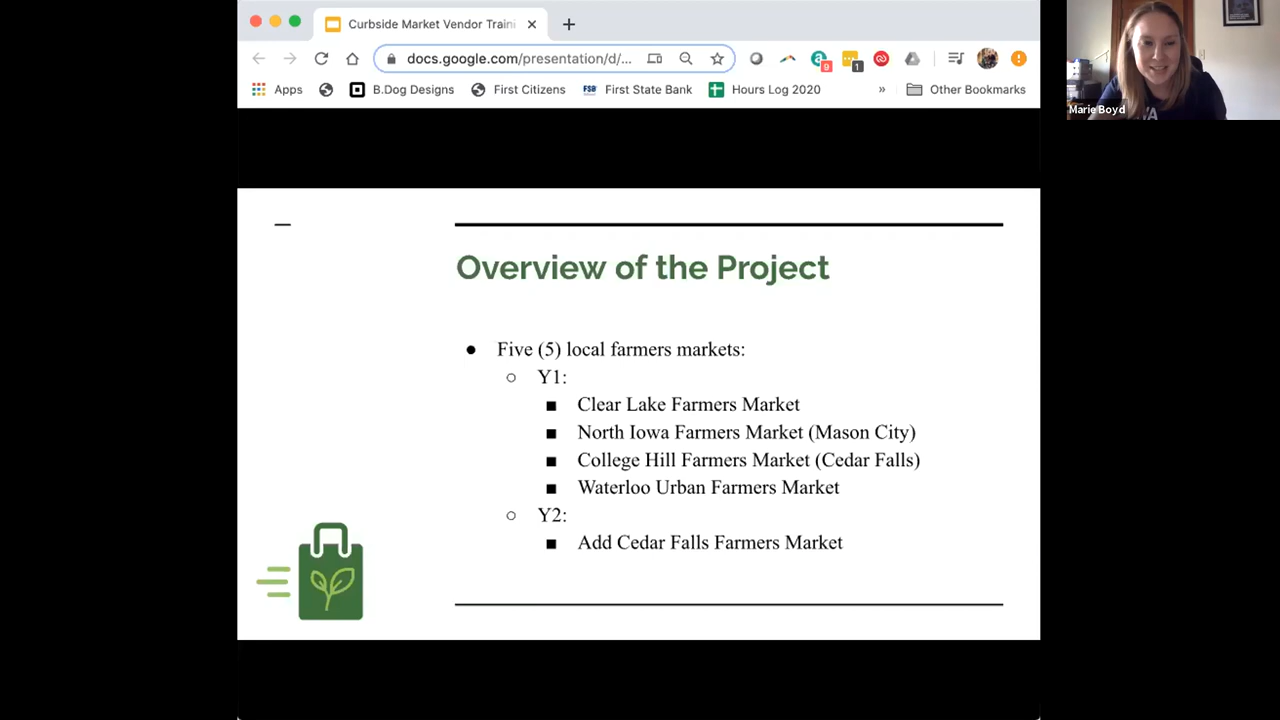 Curbside Market Vendor Traini
docs.google.com/presentation/d/...
9
1
Apps
B.Dog Designs
First Citizens
FSB
First State Bank
Hours Log 2020
»
Other Bookmarks
Marie Boyd
Overview of the Project
● Five (5) local farmers markets:
○ Y1:
■ Clear Lake Farmers Market
■ North Iowa Farmers Market (Mason City)
■ College Hill Farmers Market (Cedar Falls)
■ Waterloo Urban Farmers Market
○ Y2:
■ Add Cedar Falls Farmers Market